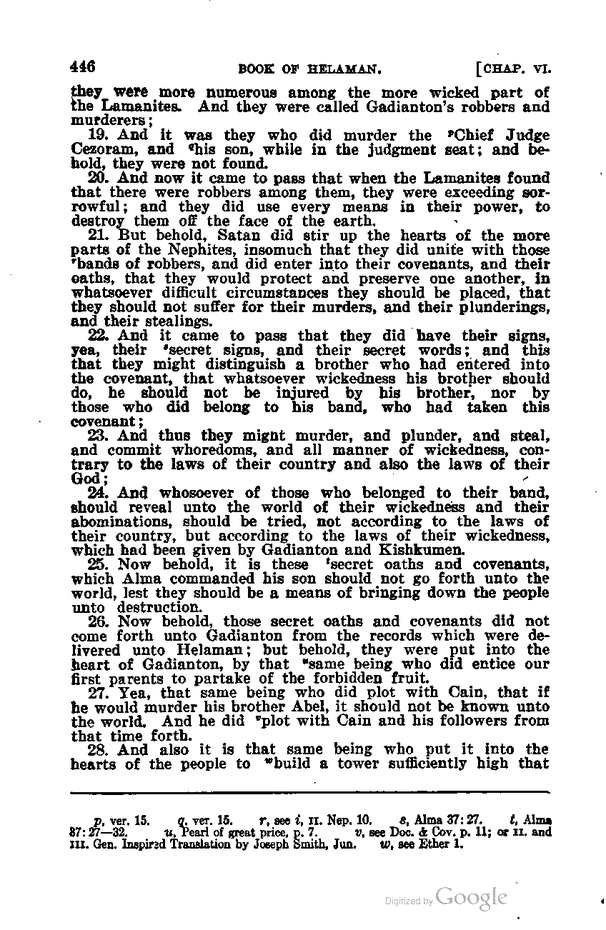 446 BOOK OF HELAMAN. [CHAP. VI.
they were more numerous among the more wicked part of
the Lamanites. And they were called Gadianton's robbers and
murderers;
19. And it was they who did murder the ᵖChief Judge
Cezoram, and ᵠhis son, while in the judgment seat; and be-
hold, they were not found.
20. And now it came to pass that when the Lamanites found
that there were robbers among them, they were exceeding sor-
rowful; and they did use every means in their power, to
destroy them off the face of the earth.
21. But behold, Satan did stir up the hearts of the more
parts of the Nephites, insomuch that they did unite with those
ʳbands of robbers, and did enter into their covenants, and their
oaths, that they would protect and preserve one another, in
whatsoever difficult circumstances they should be placed, that
they should not suffer for their murders, and their plunderings,
and their stealings.
22. And it came to pass that they did have their signs,
yea, their ˢsecret signs, and their secret words; and this
that they might distinguish a brother who had entered into
the covenant, that whatsoever wickedness his brother should
do, he should not be injured by his brother, nor by
those who did belong to his band, who had taken this
covenant;
23. And thus they might murder, and plunder, and steal,
and commit whoredoms, and all manner of wickedness, con-
trary to the laws of their country and also the laws of their
God;
24. And whosoever of those who belonged to their band,
should reveal unto the world of their wickedness and their
abominations, should be tried, not according to the laws of
their country, but according to the laws of their wickedness,
which had been given by Gadianton and Kishkumen.
25. Now behold, it is these ᵗsecret oaths and covenants,
which Alma commanded his son should not go forth unto the
world, lest they should be a means of bringing down the people
unto destruction.
26. Now behold, those secret oaths and covenants did not
come forth unto Gadianton from the records which were de-
livered unto Helaman; but behold, they were put into the
heart of Gadianton, by that ᵘsame being who did entice our
first parents to partake of the forbidden fruit.
27. Yea, that same being who did plot with Cain, that if
he would murder his brother Abel, it should not be known unto
the world. And he did ᵛplot with Cain and his followers from
that time forth.
28. And also it is that same being who put it into the
hearts of the people to ʷbuild a tower sufficiently high that
p, ver. 15. q, ver. 15. r, see i, II. Nep. 10. s, Alma 37: 27. t, Alma
37: 27—32. u, Pearl of great price, p. 7. v, see Doc. & Cov. p. 11; or II. and
III. Gen. Inspired Translation by Joseph Smith, Jun. w, see Ether 1.
Digitized by Google